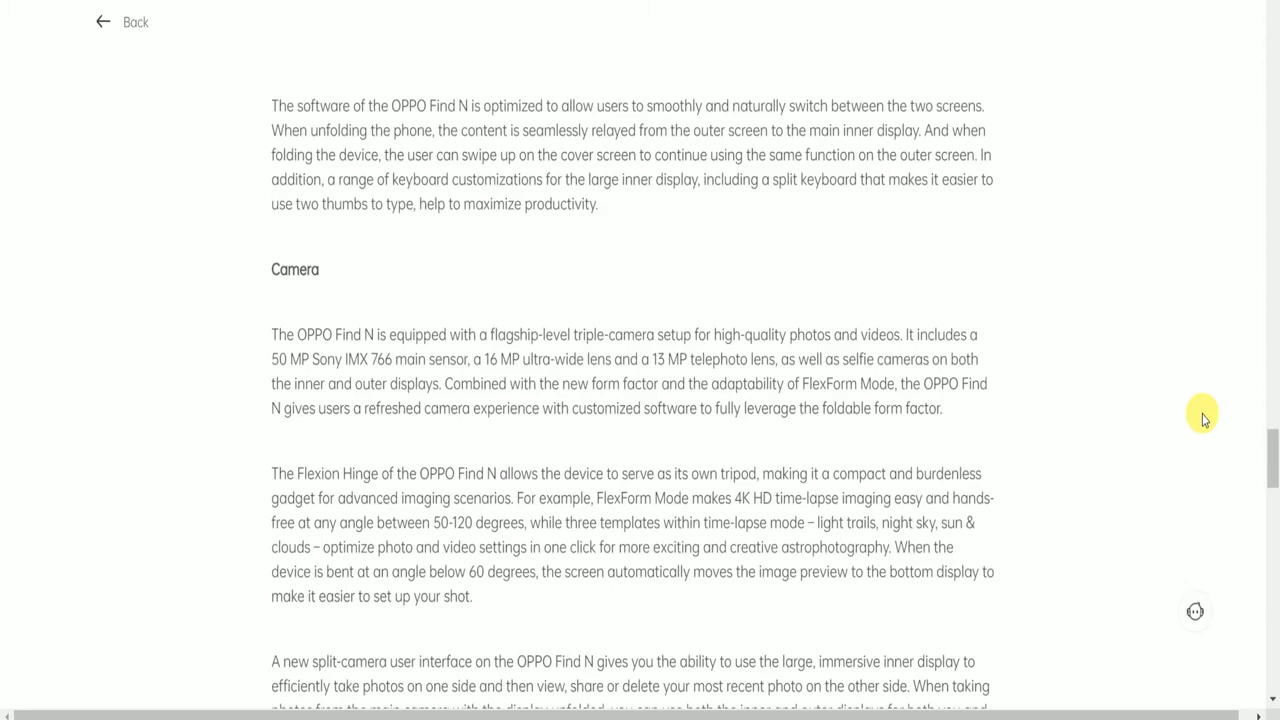 Back
The software of the OPPO Find N is optimized to allow users to smoothly and naturally switch between the two screens.
When unfolding the phone, the content is seamlessly relayed from the outer screen to the main inner display. And when
folding the device, the user can swipe up on the cover screen to continue using the same function on the outer screen. In
addition, a range of keyboard customizations for the large inner display, including a split keyboard that makes it easier to
use two thumbs to type, help to maximize productivity.
Camera
The OPPO Find N is equipped with a flagship-level triple-camera setup for high-quality photos and videos. It includes a
50 MP Sony IMX 766 main sensor, a 16 MP ultra-wide lens and a 13 MP telephoto lens, as well as selfie cameras on both
the inner and outer displays. Combined with the new form factor and the adaptability of FlexForm Mode, the OPPO Find
N gives users a refreshed camera experience with customized software to fully leverage the foldable form factor.
The Flexion Hinge of the OPPO Find N allows the device to serve as its own tripod, making it a compact and burdenless
gadget for advanced imaging scenarios. For example, FlexForm Mode makes 4K HD time-lapse imaging easy and hands-
free at any angle between 50-120 degrees, while three templates within time-lapse mode – light trails, night sky, sun &
clouds – optimize photo and video settings in one click for more exciting and creative astrophotography. When the
device is bent at an angle below 60 degrees, the screen automatically moves the image preview to the bottom display to
make it easier to set up your shot.
A new split-camera user interface on the OPPO Find N gives you the ability to use the large, immersive inner display to
efficiently take photos on one side and then view, share or delete your most recent photo on the other side. When taking